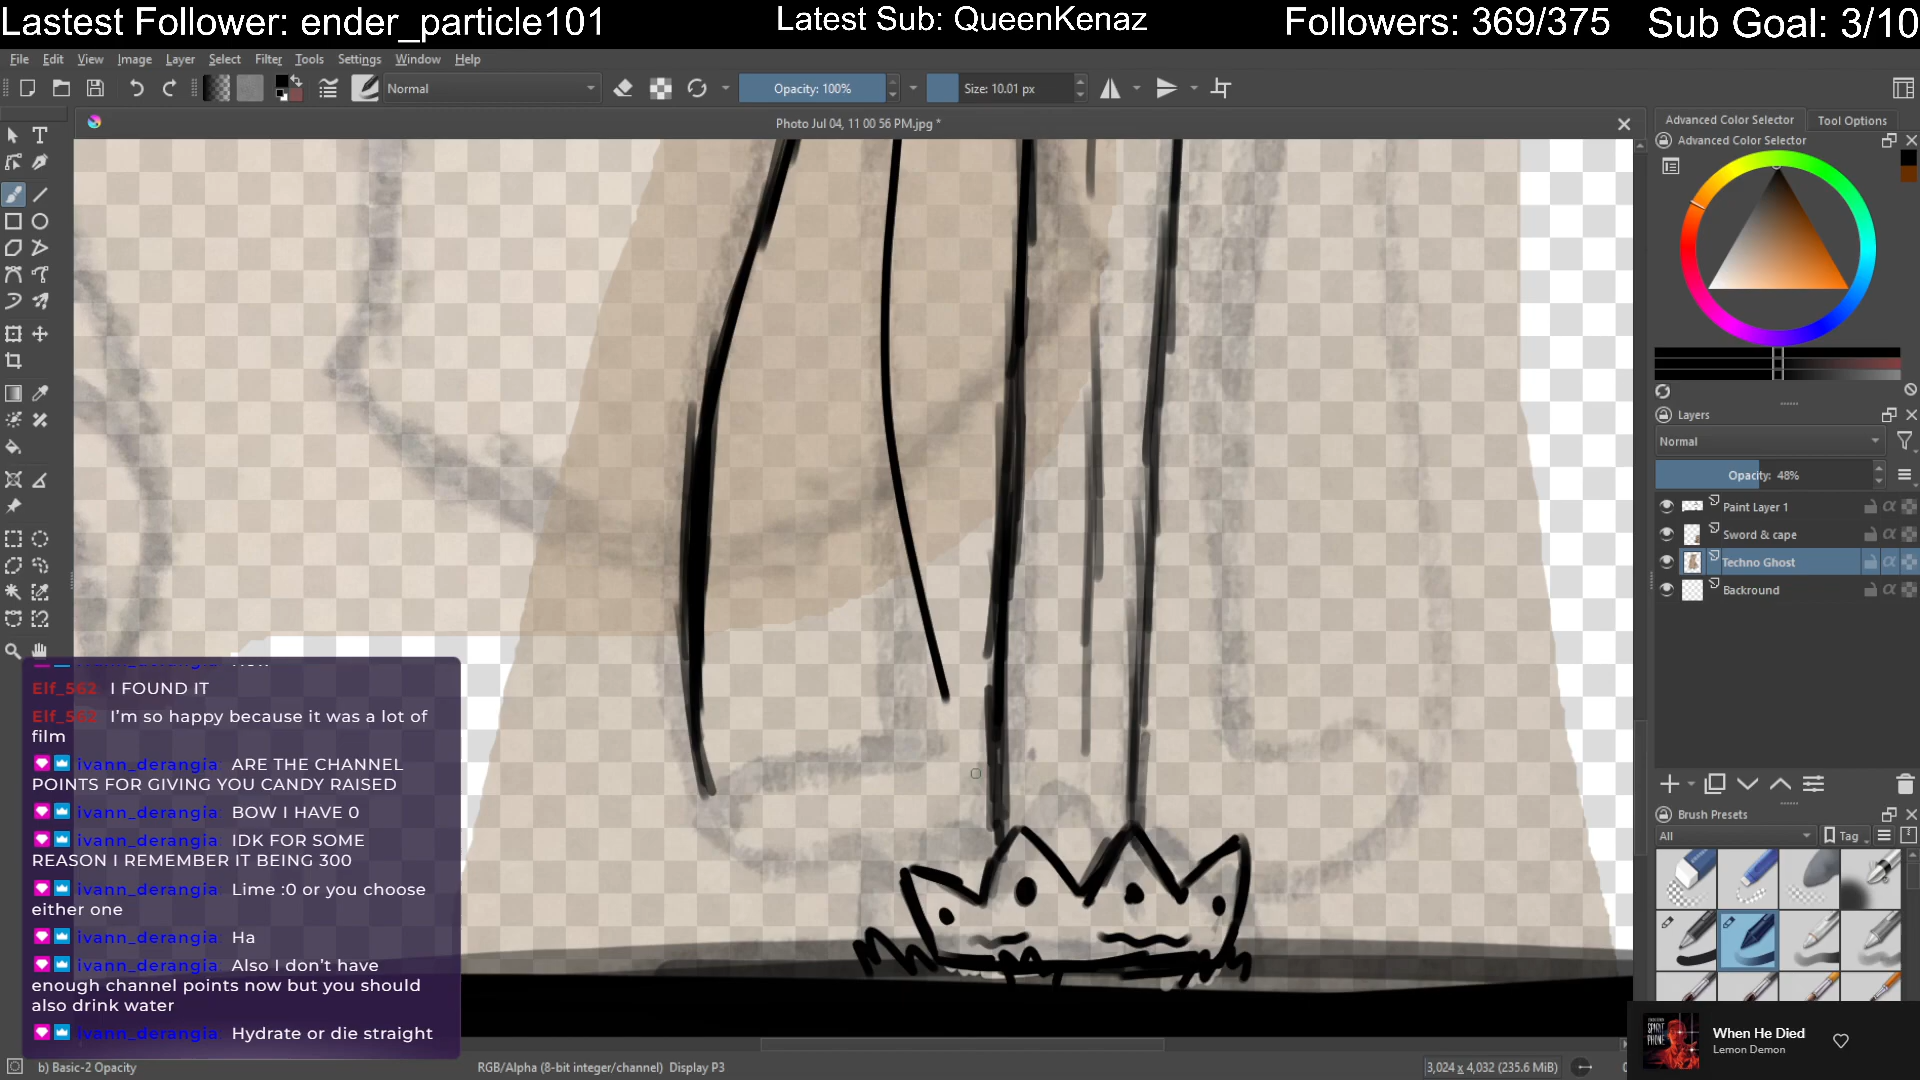 Lastest Follower: ender_particle101
Latest Sub: QueenKenaz
Followers: 369/375
Sub Goal: 3/10
File Edit View Image Layer Select Filter Tools Settings Window Help
Normal
Opacity: 100%
Size: 10.01 px
Photo Jul 04, 11 00 56 PM.jpg *
Advanced Color Selector
Tool Options
Advanced Color Selector
Layers
Normal
Opacity: 48%
Paint Layer 1
Sword & cape
Techno Ghost
Backround
Brush Presets
All
Tag
Elf_562 I FOUND IT
Elf_562 I'm so happy because it was a lot of
film
ivann_derangia: ARE THE CHANNEL
POINTS FOR GIVING YOU CANDY RAISED
ivann_derangia: BOW I HAVE 0
ivann_derangia: IDK FOR SOME
REASON I REMEMBER IT BEING 300
ivann_derangia: Lime :0 or you choose
either one
ivann_derangia: Ha
ivann_derangia: Also I don't have
enough channel points now but you should
also drink water
ivann_derangia: Hydrate or die straight
When He Died
Lemon Demon
b) Basic-2 Opacity
RGB/Alpha (8-bit integer/channel) Display P3
3,024 x 4,032 (235.6 MiB)